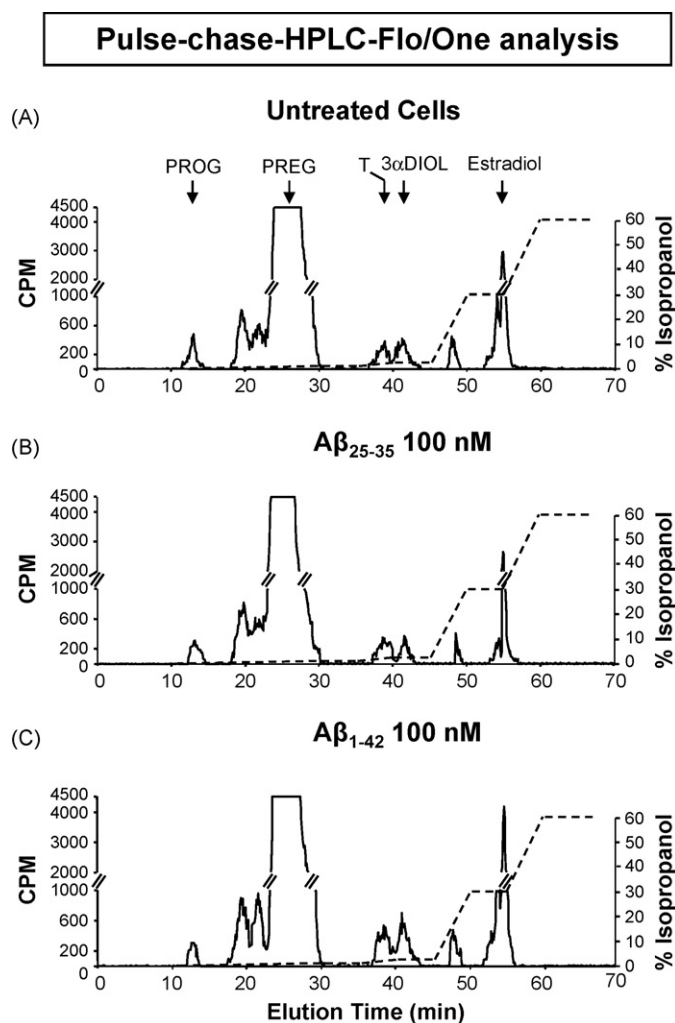 Pulse-chase-HPLC-Flo/One analysis
(A)
Untreated Cells
PROG PREG T 3αDIOL Estradiol
4500
4000
3000
2000
1000
600
200
0
CPM
60
50
40
30
20
10
0
% Isopropanol
0 10 20 30 40 50 60 70
(B)
Aβ25-35 100 nM
4500
4000
2000
1000
600
200
0
CPM
60
50
40
30
20
10
0
% Isopropanol
0 10 20 30 40 50 60 70
(C)
Aβ1-42 100 nM
4500
4000
3000
2000
1000
600
200
0
CPM
60
50
40
30
20
10
0
% Isopropanol
0 10 20 30 40 50 60 70
Elution Time (min)